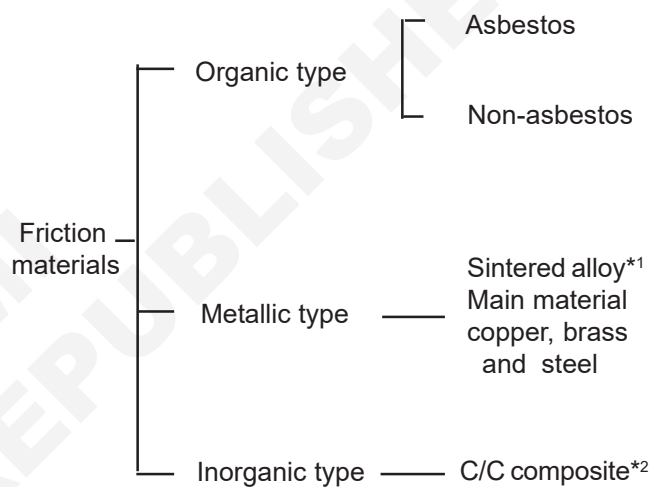 Asbestos
Organic type
Non-asbestos
Friction
materials
Sintered alloy*1
Main material
copper, brass
and steel
Metallic type
Inorganic type
C/C composite*2